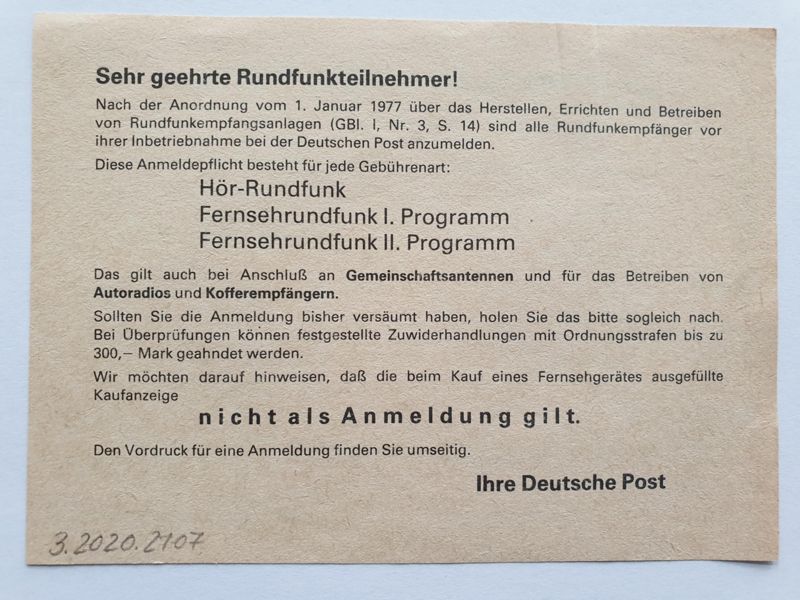 Sehr geehrte Rundfunkteilnehmer!
Nach der Anordnung vom 1. Januar 1977 über das Herstellen, Errichten und Betreiben
von Rundfunkempfangsanlagen (GBl. I, Nr. 3, S. 14) sind alle Rundfunkempfänger vor
ihrer Inbetriebnahme bei der Deutschen Post anzumelden.
Diese Anmeldepflicht besteht für jede Gebührenart:
Hör-Rundfunk
Fernsehrundfunk I. Programm
Fernsehrundfunk II. Programm
Das gilt auch bei Anschluß an Gemeinschaftsantennen und für das Betreiben von
Autoradios und Kofferempfängern.
Sollten Sie die Anmeldung bisher versäumt haben, holen Sie das bitte sogleich nach.
Bei Überprüfungen können festgestellte Zuwiderhandlungen mit Ordnungsstrafen bis zu
300,– Mark geahndet werden.
Wir möchten darauf hinweisen, daß die beim Kauf eines Fernsehgerätes ausgefüllte
Kaufanzeige
nicht als Anmeldung gilt.
Den Vordruck für eine Anmeldung finden Sie umseitig.
Ihre Deutsche Post
3.2020.2107